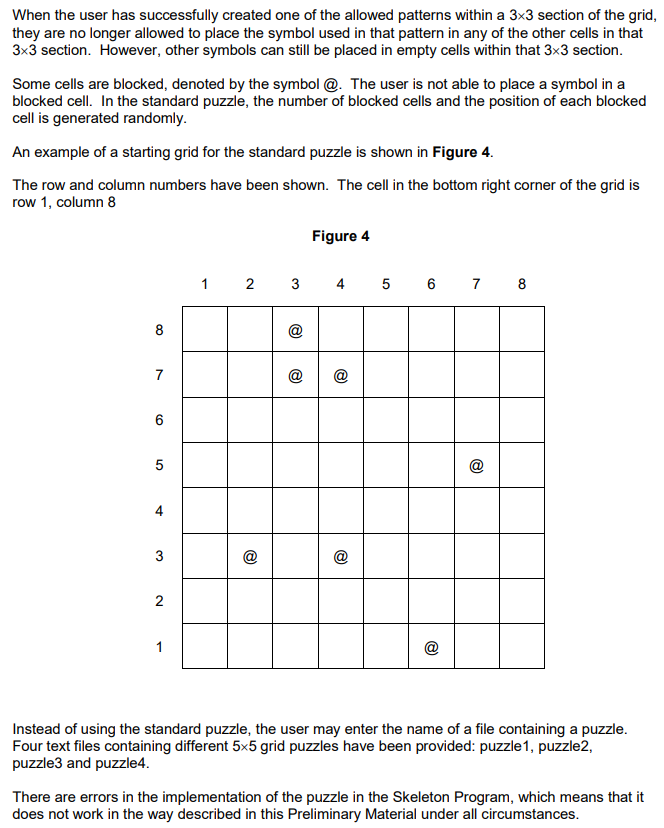 When the user has successfully created one of the allowed patterns within a 3×3 section of the grid,
they are no longer allowed to place the symbol used in that pattern in any of the other cells in that
3×3 section.  However, other symbols can still be placed in empty cells within that 3×3 section.
Some cells are blocked, denoted by the symbol @.  The user is not able to place a symbol in a
blocked cell.  In the standard puzzle, the number of blocked cells and the position of each blocked
cell is generated randomly.
An example of a starting grid for the standard puzzle is shown in Figure 4.
The row and column numbers have been shown.  The cell in the bottom right corner of the grid is
row 1, column 8
Figure 4
1 2 3 4 5 6 7 8
8 @
7 @ @
6
5 @
4
3 @ @
2
1 @
Instead of using the standard puzzle, the user may enter the name of a file containing a puzzle.
Four text files containing different 5×5 grid puzzles have been provided: puzzle1, puzzle2,
puzzle3 and puzzle4.
There are errors in the implementation of the puzzle in the Skeleton Program, which means that it
does not work in the way described in this Preliminary Material under all circumstances.